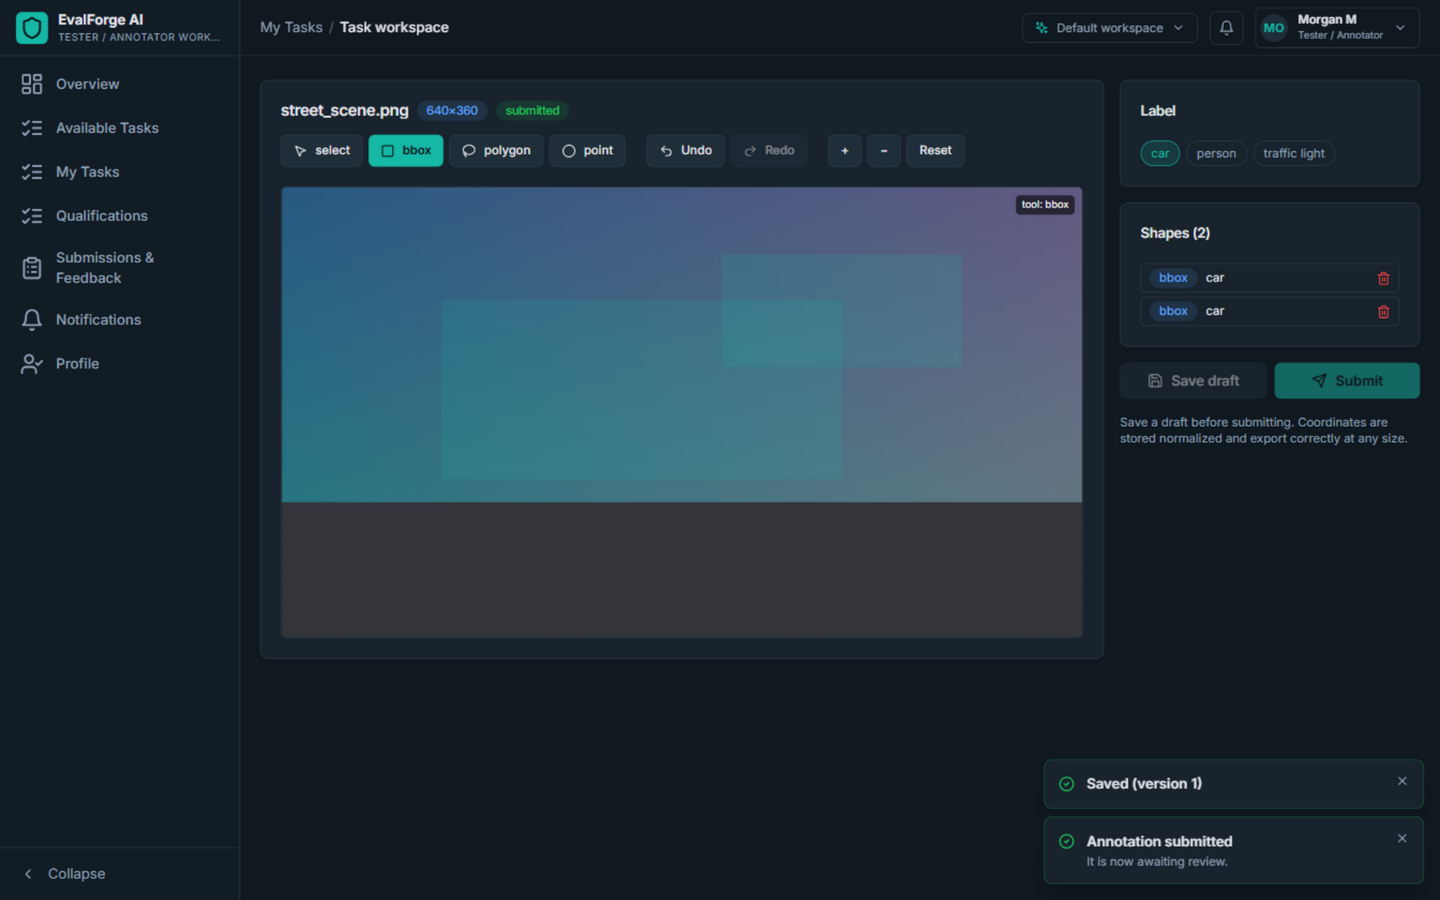 EvalForge AI
TESTER / ANNOTATOR WORK...
My Tasks / Task workspace
Default workspace
MO
Morgan M
Tester / Annotator
Overview
Available Tasks
My Tasks
Qualifications
Submissions &
Feedback
Notifications
Profile
Collapse
street_scene.png 640×360 submitted
select bbox polygon point Undo Redo + − Reset
tool: bbox
Label
car person traffic light
Shapes (2)
bbox car
bbox car
Save draft Submit
Save a draft before submitting. Coordinates are
stored normalized and export correctly at any size.
Saved (version 1)
Annotation submitted
It is now awaiting review.